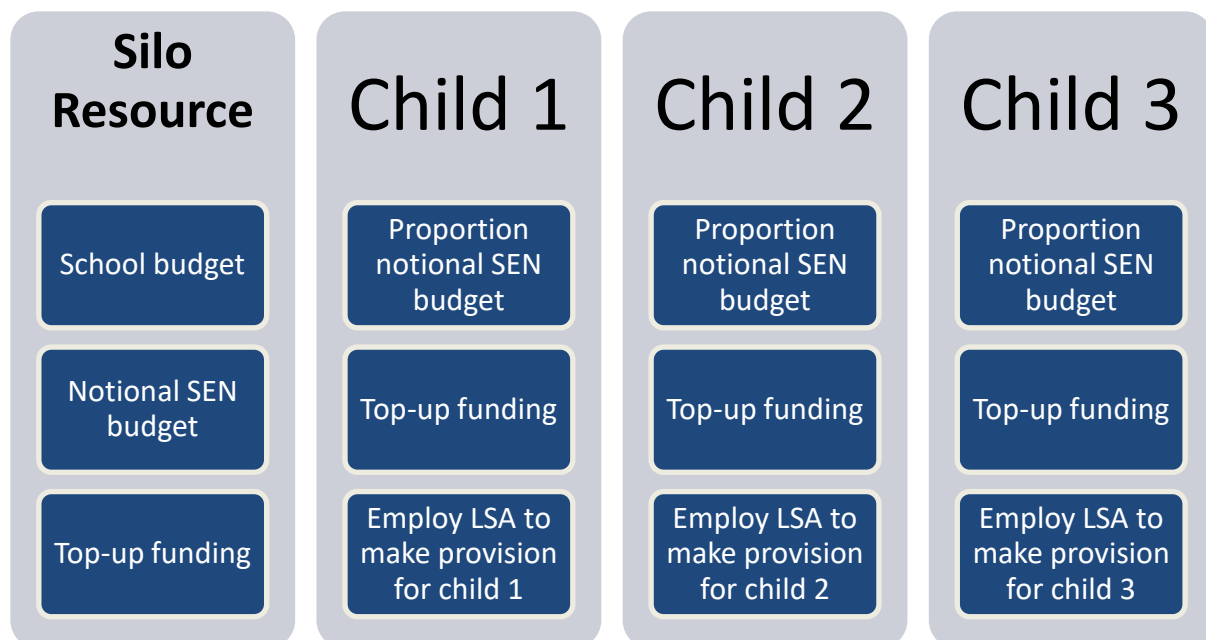 Silo
Resource
School budget
Notional SEN
budget
Top-up funding
Child 1
Proportion
notional SEN
budget
Top-up funding
Employ LSA to
make provision
for child 1
Child 2
Proportion
notional SEN
budget
Top-up funding
Employ LSA to
make provision
for child 2
Child 3
Proportion
notional SEN
budget
Top-up funding
Employ LSA to
make provision
for child 3